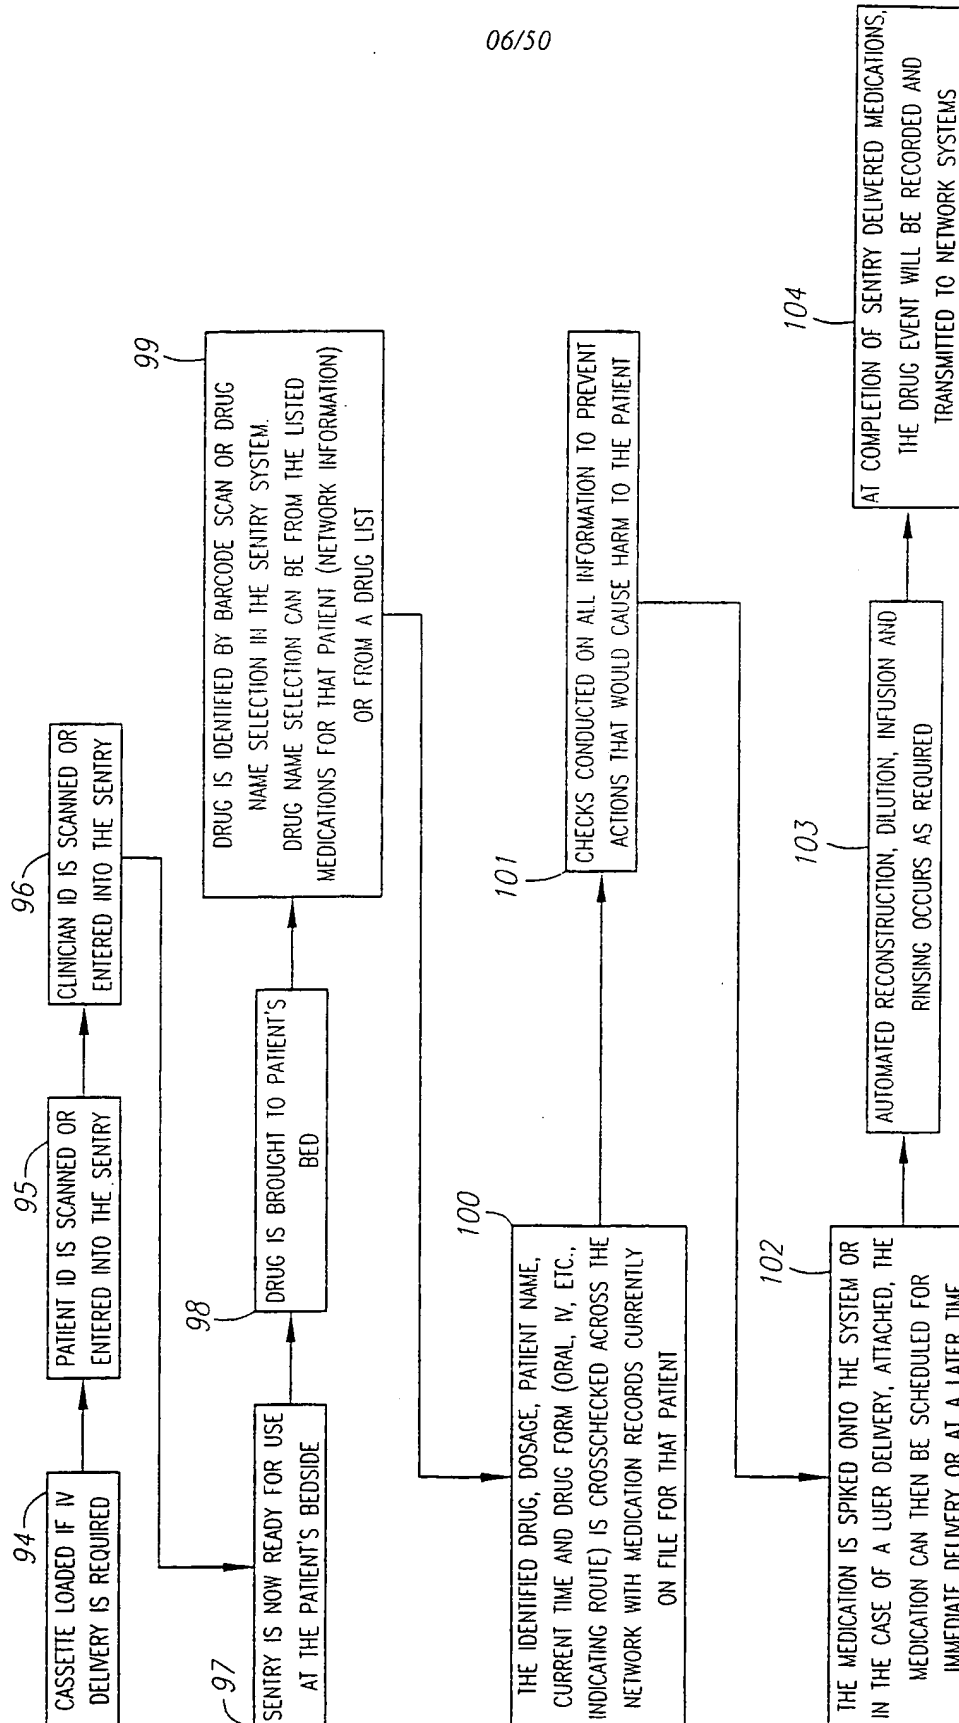 06/50
94
CASSETTE LOADED IF IV
DELIVERY IS REQUIRED
95
PATIENT ID IS SCANNED OR
ENTERED INTO THE SENTRY
96
CLINICIAN ID IS SCANNED OR
ENTERED INTO THE SENTRY
97
SENTRY IS NOW READY FOR USE
AT THE PATIENT'S BEDSIDE
98
DRUG IS BROUGHT TO PATIENT'S
BED
99
DRUG IS IDENTIFIED BY BARCODE SCAN OR DRUG
NAME SELECTION IN THE SENTRY SYSTEM.
DRUG NAME SELECTION CAN BE FROM THE LISTED
MEDICATIONS FOR THAT PATIENT (NETWORK INFORMATION)
OR FROM A DRUG LIST
100
THE IDENTIFIED DRUG, DOSAGE, PATIENT NAME,
CURRENT TIME AND DRUG FORM (ORAL, IV, ETC.,
INDICATING ROUTE) IS CROSSCHECKED ACROSS THE
NETWORK WITH MEDICATION RECORDS CURRENTLY
ON FILE FOR THAT PATIENT
101
CHECKS CONDUCTED ON ALL INFORMATION TO PREVENT
ACTIONS THAT WOULD CAUSE HARM TO THE PATIENT
102
THE MEDICATION IS SPIKED ONTO THE SYSTEM OR
IN THE CASE OF A LUER DELIVERY, ATTACHED, THE
MEDICATION CAN THEN BE SCHEDULED FOR
IMMEDIATE DELIVERY OR AT A LATER TIME
103
AUTOMATED RECONSTRUCTION, DILUTION, INFUSION AND
RINSING OCCURS AS REQUIRED
104
AT COMPLETION OF SENTRY DELIVERED MEDICATIONS,
THE DRUG EVENT WILL BE RECORDED AND
TRANSMITTED TO NETWORK SYSTEMS